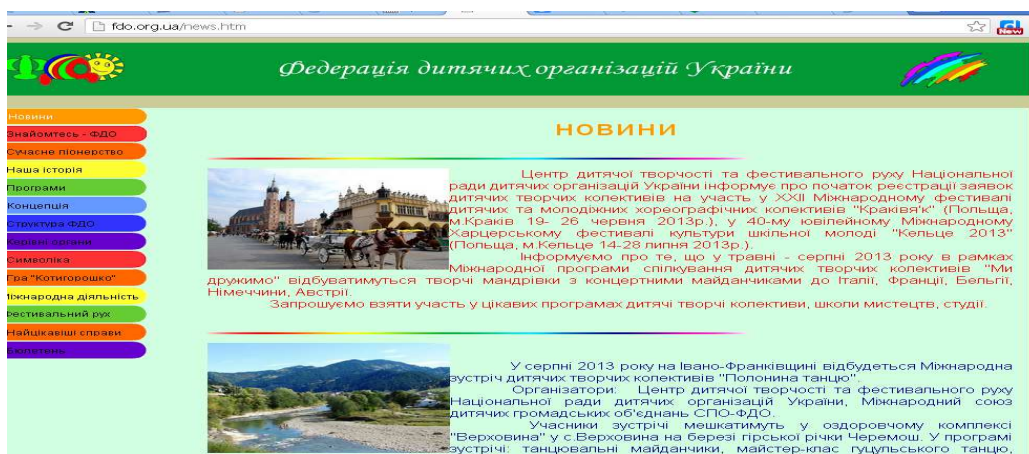 fdo.org.ua/news.htm
New
Федерація дитячих організацій України
Новини
Знайомтесь - ФДО
Сучасне піонерство
Наша історія
Програми
Концепція
Структура ФДО
Керівні органи
Символіка
Гра "Котигорошко"
Міжнародна діяльність
Фестивальний рух
Найцікавіші справи
Бюлетень
НОВИНИ
Центр дитячої творчості та фестивального руху Національної
ради дитячих організацій України інформує про початок реєстрації заявок
дитячих творчих колективів на участь у XXII Міжнародному фестивалі
дитячих та молодіжних хореографічних колективів "Краків'як" (Польща,
м.Краків 19- 26 червня 2013р.), у 40-му ювілейному Міжнародному
Харцерському фестивалі культури шкільної молоді "Кельце 2013"
(Польща, м.Кельце 14-28 липня 2013р.).
Інформуємо про те, що у травні - серпні 2013 року в рамках
Міжнародної програми спілкування дитячих творчих колективів "Ми
дружимо" відбуватимуться творчі мандрівки з концертними майданчиками до Італії, Франції, Бельгії,
Німеччини, Австрії.
Запрошуємо взяти участь у цікавих програмах дитячі творчі колективи, школи мистецтв, студії.
У серпні 2013 року на Івано-Франківщині відбудеться Міжнародна
зустріч дитячих творчих колективів "Полонина танцю".
Організатори: Центр дитячої творчості та фестивального руху
Національної ради дитячих організацій України, Міжнародний союз
дитячих громадських об'єднань СПО-ФДО.
Учасники зустрічі мешкатимуть у оздоровчому комплексі
"Верховина" у с.Верховина на березі гірської річки Черемош. У програмі
зустрічі: танцювальні майданчики, майстер-клас гуцульського танцю,